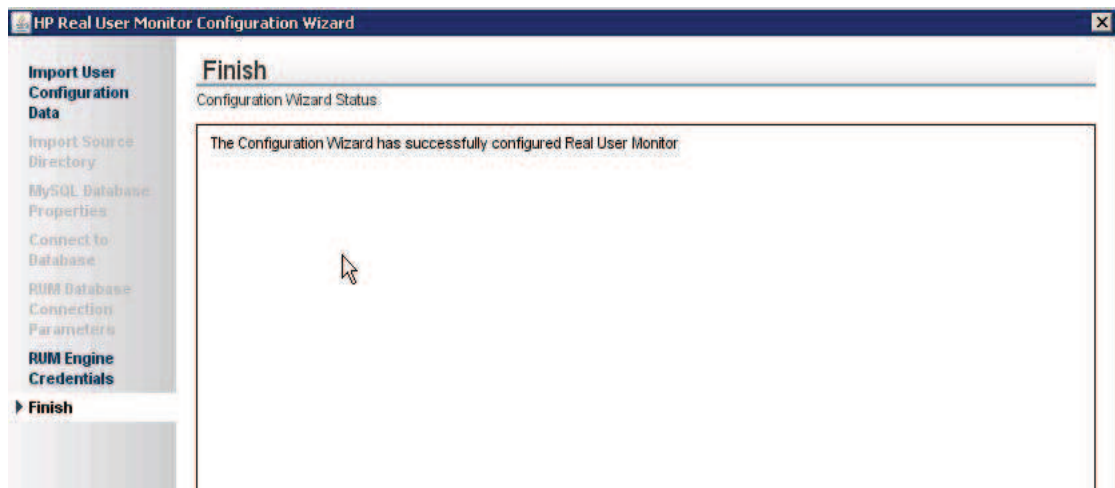 HP Real User Monitor Configuration Wizard
Import User
Configuration
Data
Import Source
Directory
MySQL Database
Properties
Connect to
Database
RUM Database
Connection
Parameters
RUM Engine
Credentials
Finish
Finish
Configuration Wizard Status
The Configuration Wizard has successfully configured Real User Monitor